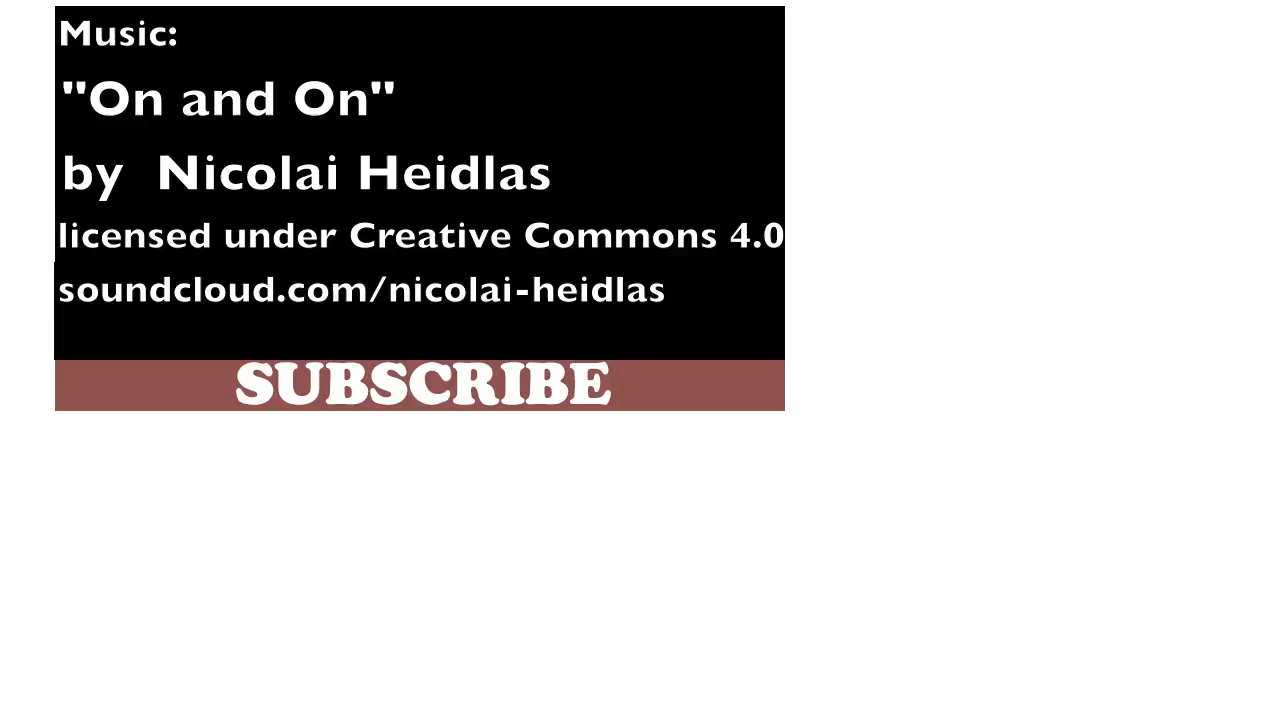 Music:
"On and On"
by Nicolai Heidlas
licensed under Creative Commons 4.0
soundcloud.com/nicolai-heidlas
SUBSCRIBE